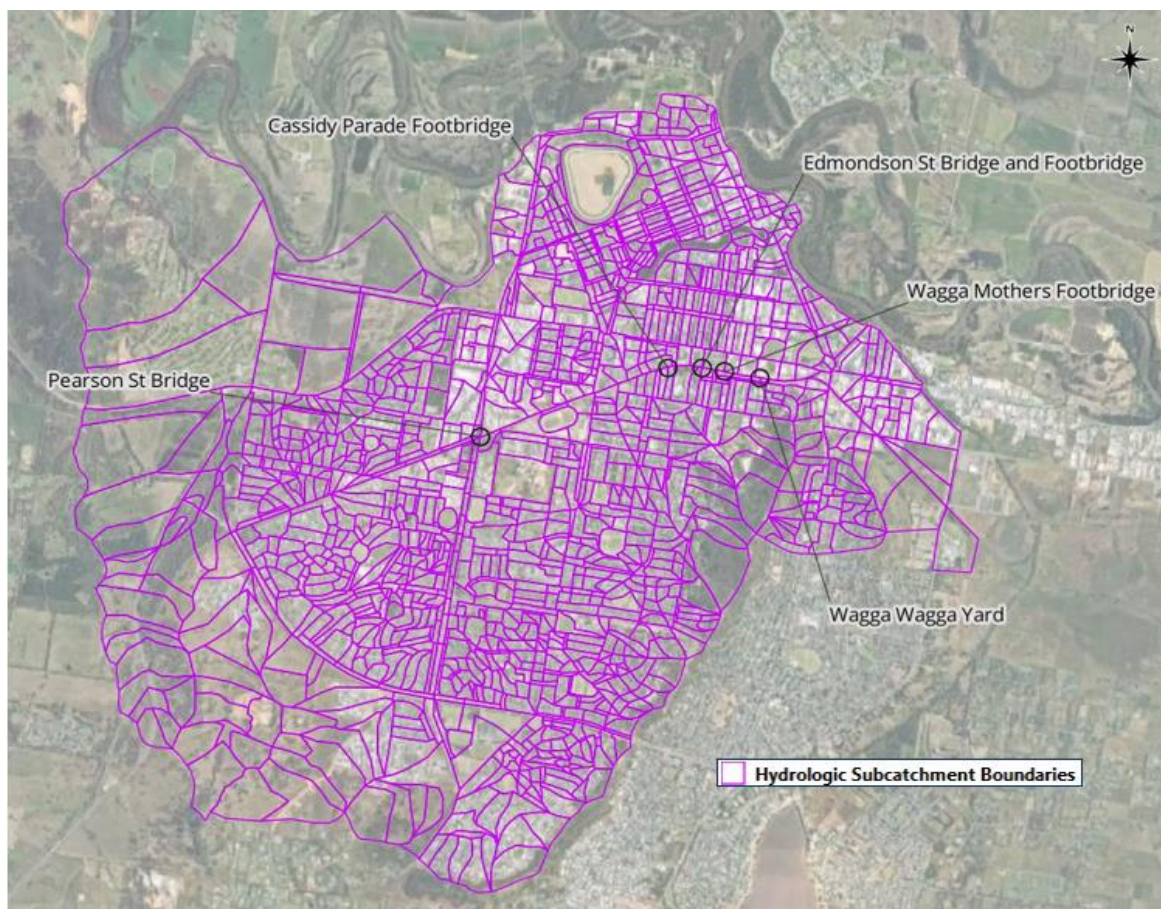 N
Cassidy Parade Footbridge
Edmondson St Bridge and Footbridge
Wagga Mothers Footbridge
Pearson St Bridge
Wagga Wagga Yard
Hydrologic Subcatchment Boundaries